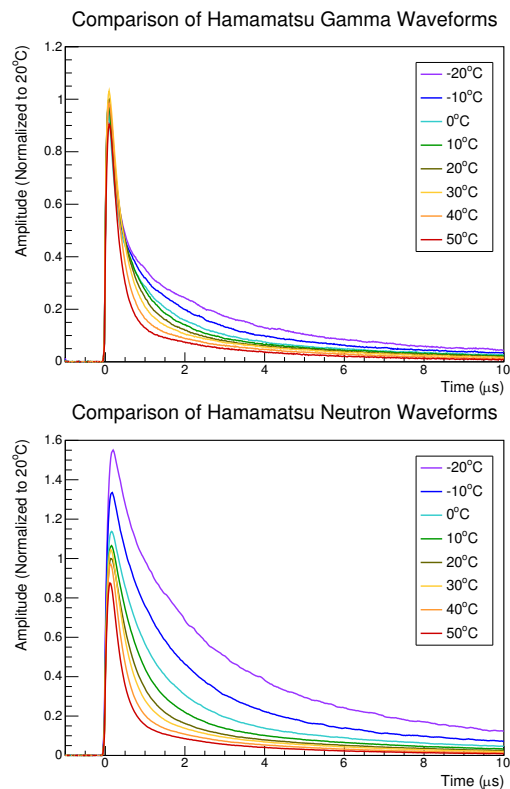 Comparison of Hamamatsu Gamma Waveforms
Amplitude (Normalized to 20°C)
1.2
1
0.8
0.6
0.4
0.2
0
-20°C
-10°C
0°C
10°C
20°C
30°C
40°C
50°C
0
2
4
6
8
10
Time (μs)
Comparison of Hamamatsu Neutron Waveforms
Amplitude (Normalized to 20°C)
1.6
1.4
1.2
1
0.8
0.6
0.4
0.2
0
-20°C
-10°C
0°C
10°C
20°C
30°C
40°C
50°C
0
2
4
6
8
10
Time (μs)